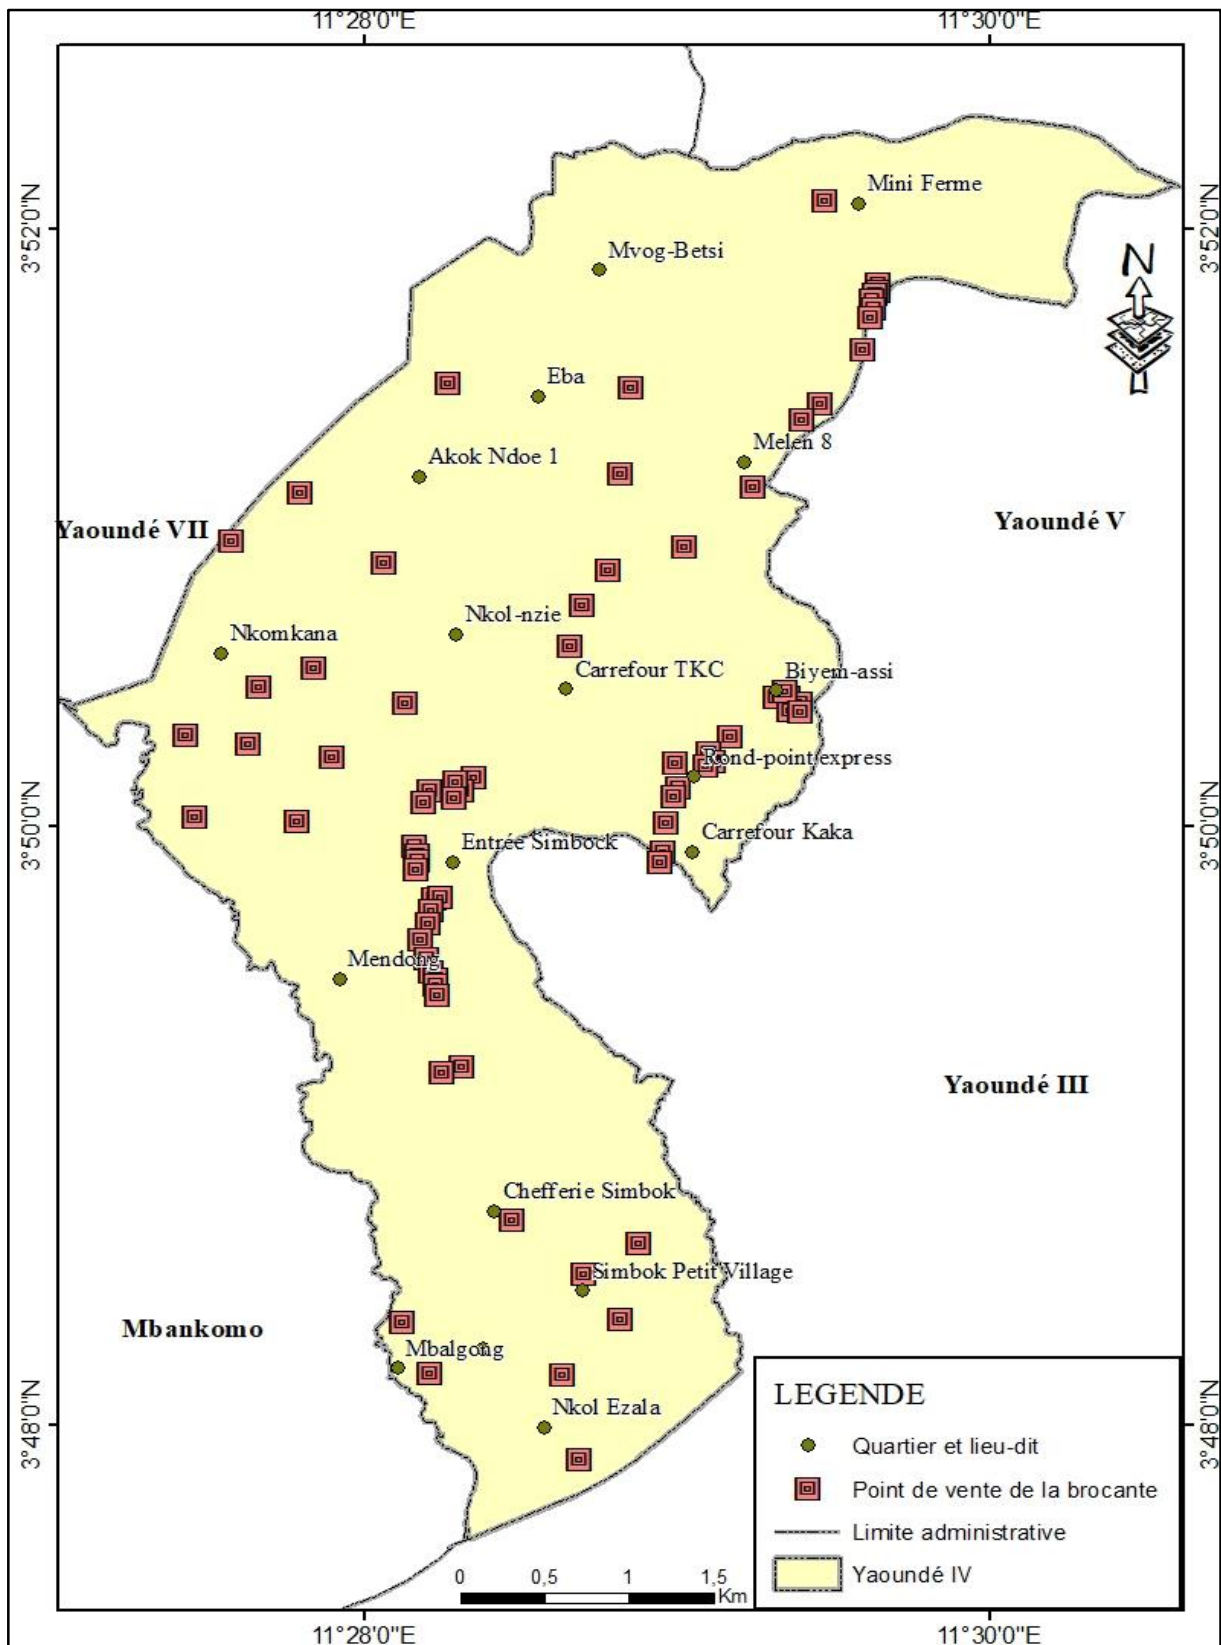 11°28'0"E
11°30'0"E
3°52'0"N
3°52'0"N
Mini Ferme
Mvog-Betsi
N
Eba
Melen 8
Akok Ndoe 1
Yaoundé VII
Yaoundé V
Nkol-nzie
Nkomkana
Carrefour TKC
Biyem-assi
Rond-point express
3°50'0"N
3°50'0"N
Entrée Simbock
Carrefour Kaka
Mendong
Yaoundé III
Chefferie Simbok
Simbok Petit Village
Mbankomo
Mbalgong
Nkol Ezala
3°48'0"N
3°48'0"N
LEGENDE
Quartier et lieu-dit
Point de vente de la brocante
Limite administrative
Yaoundé IV
0 0,5 1 1,5
Km
11°28'0"E
11°30'0"E